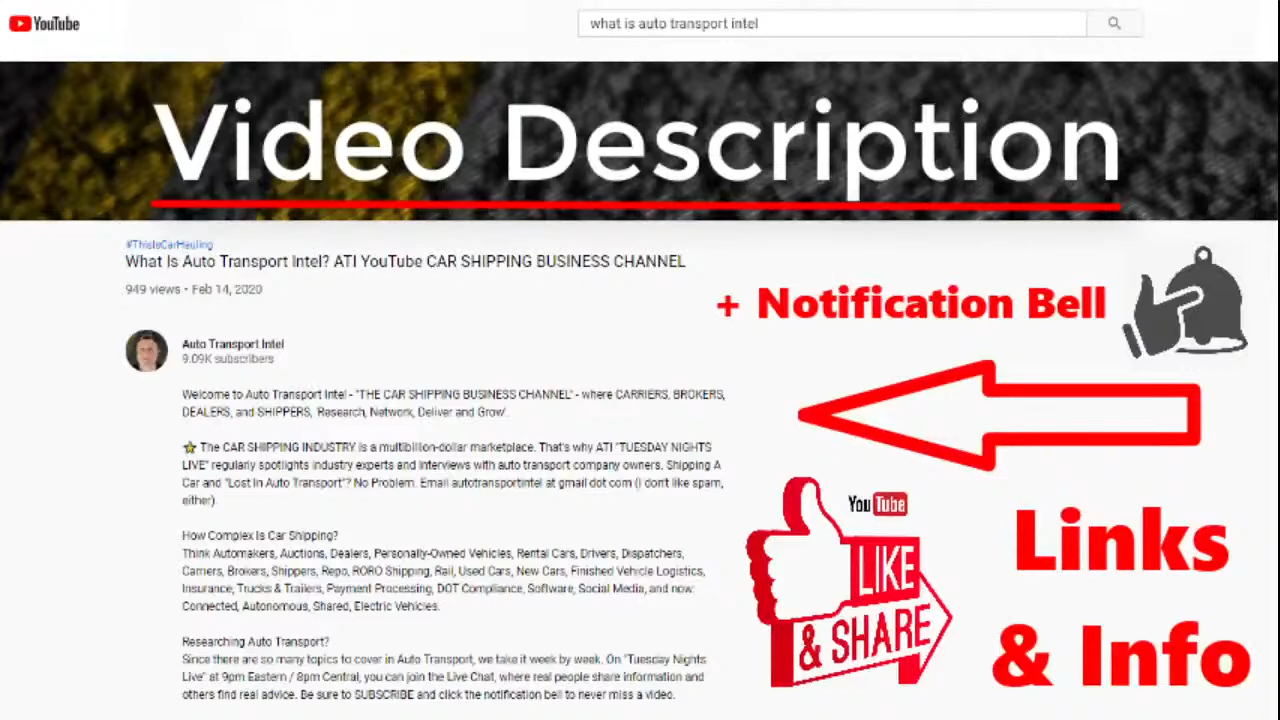 YouTube
what is auto transport intel
Video Description
#ThisIsCarHauling
What Is Auto Transport Intel? ATI YouTube CAR SHIPPING BUSINESS CHANNEL
949 views • Feb 14, 2020
+ Notification Bell
Auto Transport Intel
9.09K subscribers
Welcome to Auto Transport Intel - "THE CAR SHIPPING BUSINESS CHANNEL" - where CARRIERS, BROKERS,
DEALERS, and SHIPPERS, 'Research, Network, Deliver and Grow'.
⭐ The CAR SHIPPING INDUSTRY is a multibillion-dollar marketplace. That's why ATI "TUESDAY NIGHTS
LIVE" regularly spotlights industry experts and interviews with auto transport company owners. Shipping A
Car and "Lost In Auto Transport"? No Problem. Email autotransportintel at gmail dot com (I don't like spam,
either).
How Complex Is Car Shipping?
Think Automakers, Auctions, Dealers, Personally-Owned Vehicles, Rental Cars, Drivers, Dispatchers,
Carriers, Brokers, Shippers, Repo, RORO Shipping, Rail, Used Cars, New Cars, Finished Vehicle Logistics,
Insurance, Trucks & Trailers, Payment Processing, DOT Compliance, Software, Social Media, and now:
Connected, Autonomous, Shared, Electric Vehicles.
Researching Auto Transport?
Since there are so many topics to cover in Auto Transport, we take it week by week. On "Tuesday Nights
Live" at 9pm Eastern / 8pm Central, you can join the Live Chat, where real people share information and
others find real advice. Be sure to SUBSCRIBE and click the notification bell to never miss a video.
YouTube
LIKE
& SHARE
Links
& Info